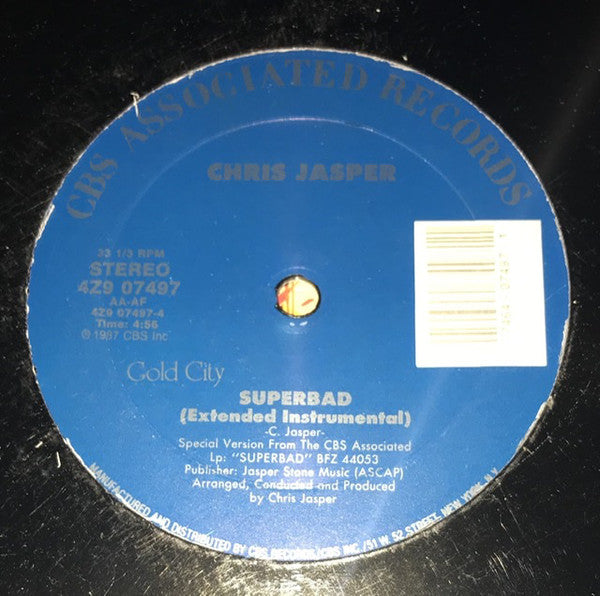 CBS ASSOCIATED RECORDS
CHRIS JASPER
33 1/3 RPM
STEREO
4Z9 07497
AA-AF
4Z9 07497-4
Time: 4:56
℗ 1987 CBS Inc
Gold City
SUPERBAD
(Extended Instrumental)
-C. Jasper-
Special Version From The CBS Associated
Lp: "SUPERBAD" BFZ 44053
Publisher: Jasper Stone Music (ASCAP)
Arranged, Conducted and Produced
by Chris Jasper
MANUFACTURED AND DISTRIBUTED BY CBS RECORDS/CBS INC./51 W. 52 STREET, NEW YORK, N.Y.